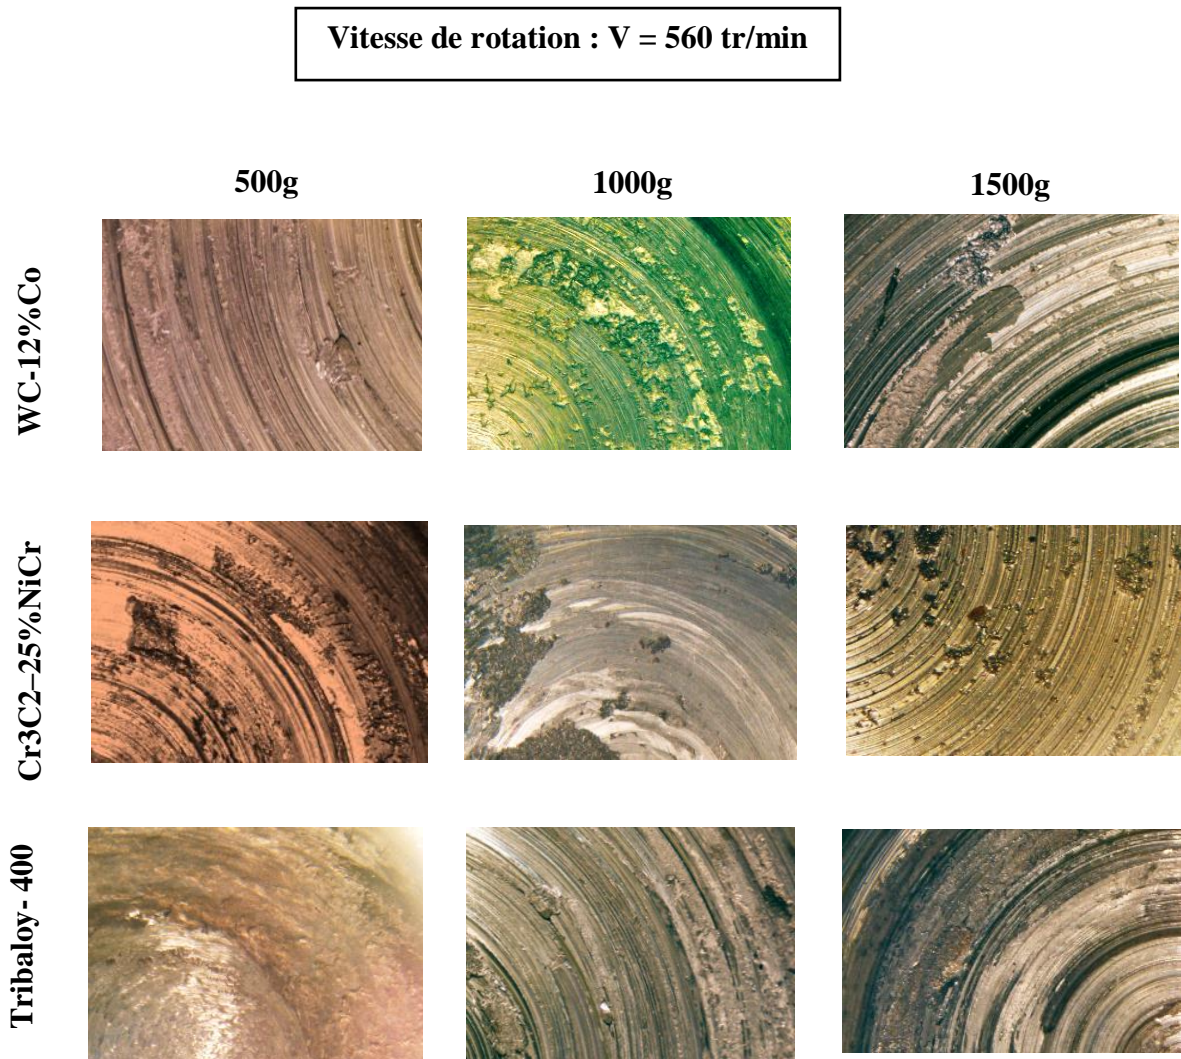 Vitesse de rotation : V = 560 tr/min
500g
1000g
1500g
WC-12%Co
Cr3C2–25%NiCr
Tribaloy- 400